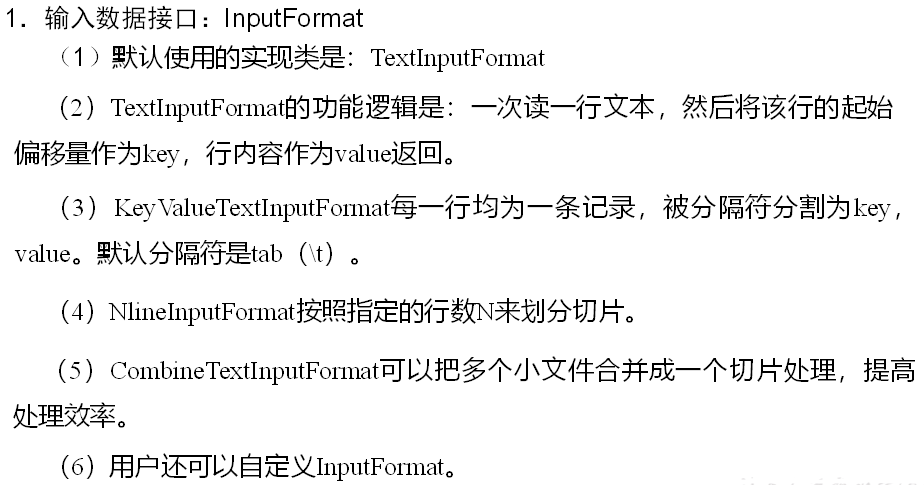 1．输入数据接口：InputFormat
（1）默认使用的实现类是：TextInputFormat
（2）TextInputFormat的功能逻辑是：一次读一行文本，然后将该行的起始
偏移量作为key，行内容作为value返回。
（3）KeyValueTextInputFormat每一行均为一条记录，被分隔符分割为key，
value。默认分隔符是tab（\t）。
（4）NlineInputFormat按照指定的行数N来划分切片。
（5）CombineTextInputFormat可以把多个小文件合并成一个切片处理，提高
处理效率。
（6）用户还可以自定义InputFormat。